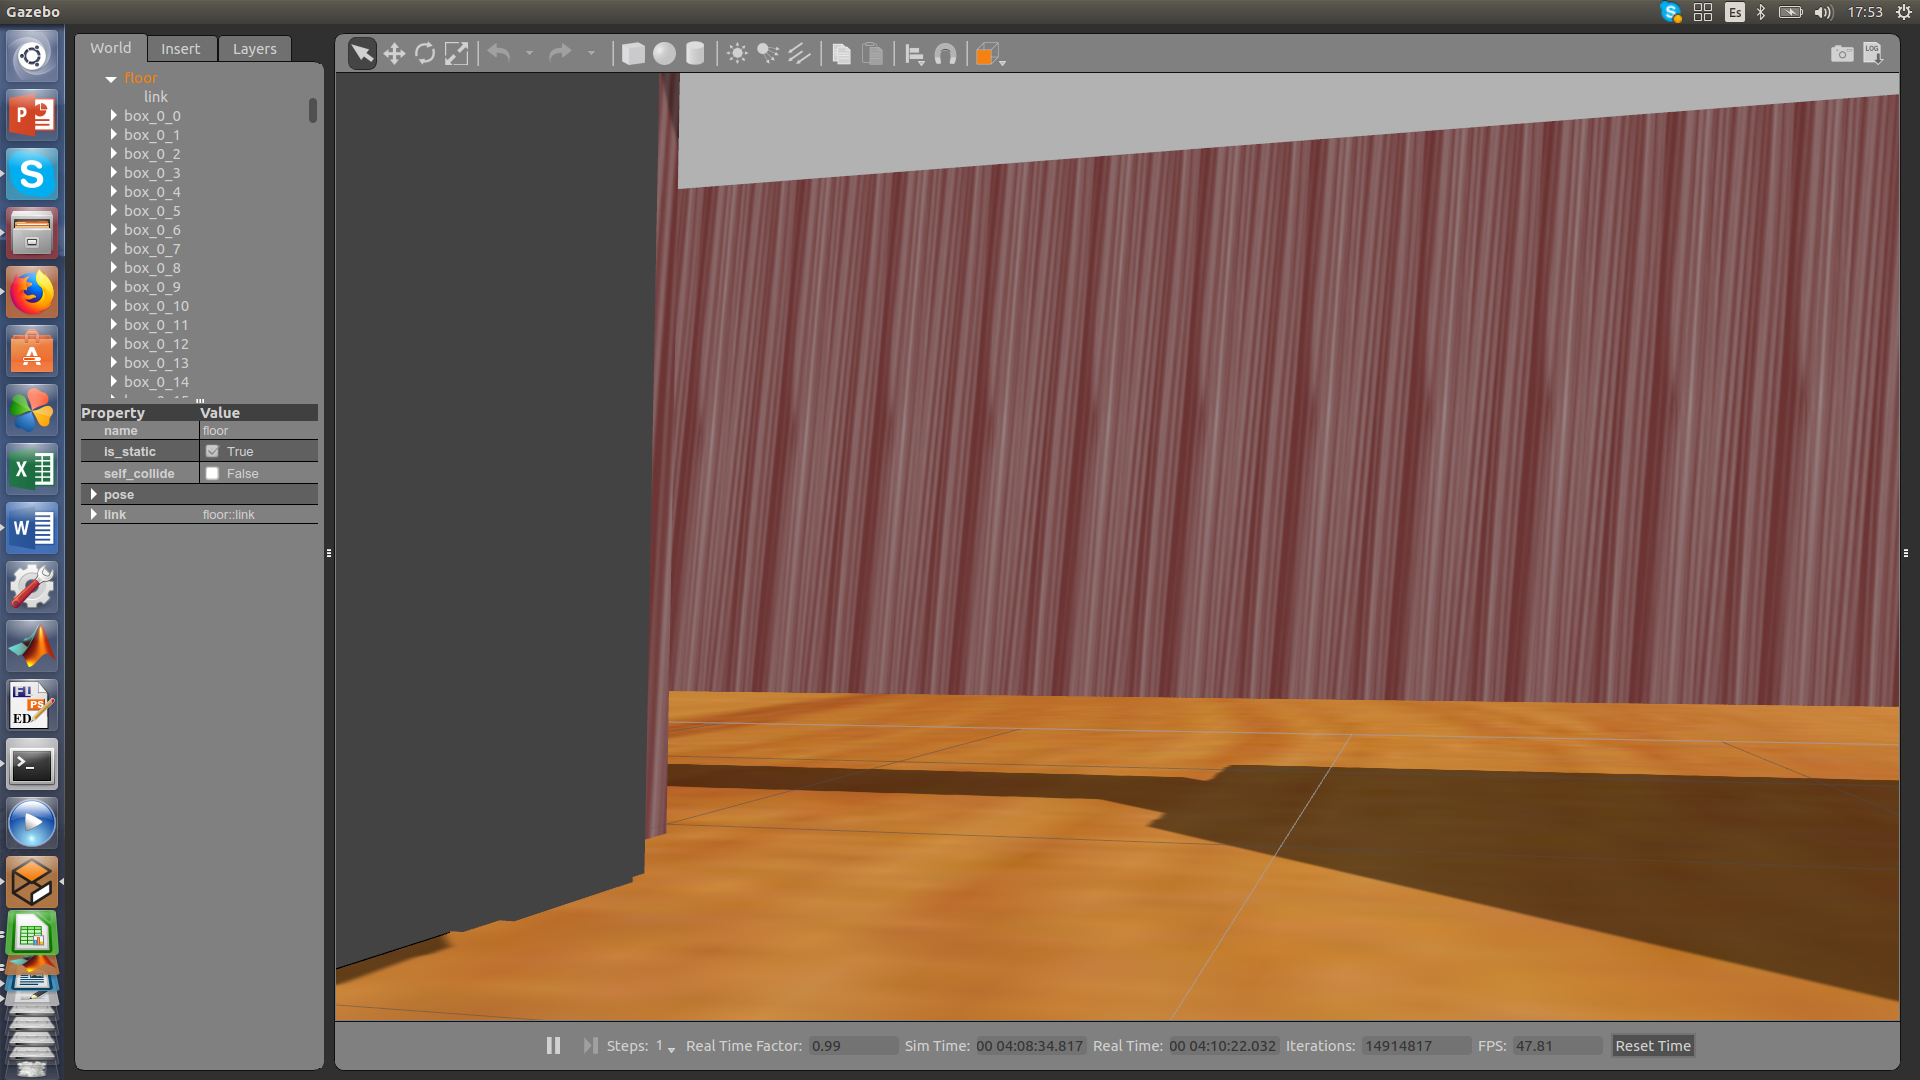 Gazebo
Es
17:53
World
Insert
Layers
LOG
floor
link
box_0_0
box_0_1
box_0_2
box_0_3
box_0_4
box_0_5
box_0_6
box_0_7
box_0_8
box_0_9
box_0_10
box_0_11
box_0_12
box_0_13
box_0_14
Property Value
name floor
is_static True
self_collide False
pose
link floor::link
Steps: 1 Real Time Factor: 0.99 Sim Time: 00 04:08:34.817 Real Time: 00 04:10:22.032 Iterations: 14914817 FPS: 47.81 Reset Time